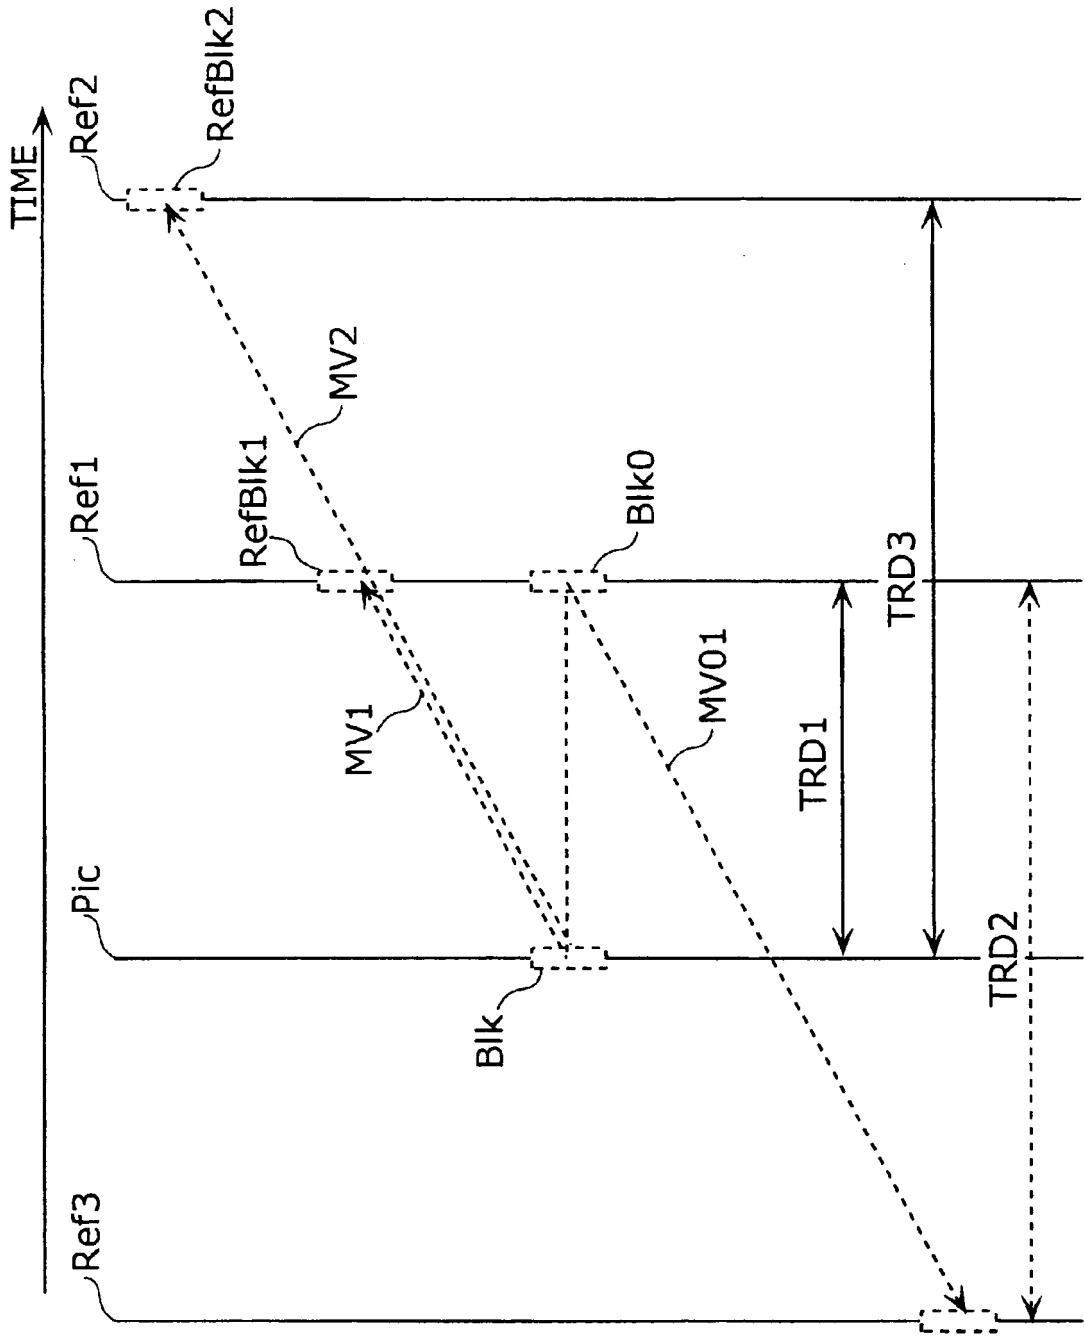 TIME
Ref3
Pic
Ref1
Ref2
RefBlk2
RefBlk1
MV2
MV1
Blk
Blk0
MV01
TRD1
TRD3
TRD2